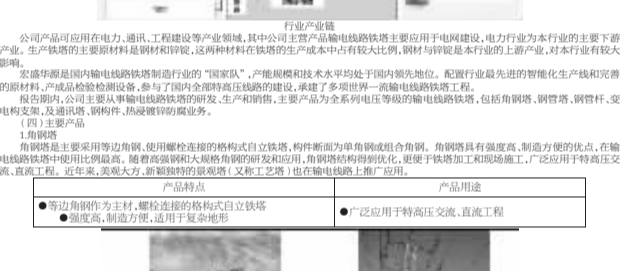 行业产业链
公司产品可应用在电力、通讯、工程建设等产业领域，其中公司主营产品输电线路铁塔主要应用于电网建设，电力行业为本行业的主要下游
产业。生产铁塔的主要原材料是钢材和锌锭，这两种材料在铁塔的生产成本中占有较大比例，钢材与锌锭是本行业的上游产业，对本行业有较大
影响。
宏盛华源是国内输电线路铁塔制造行业的“国家队”，产能规模和技术水平均处于国内领先地位。配置行业最先进的智能化生产线和完善
的原材料、产成品检验检测设备，参与了国内全部特高压线路的建设，承建了多项世界一流输电线路铁塔工程。
报告期内，公司主要从事输电线路铁塔的研发、生产和销售，主要产品为全系列电压等级的输电线路铁塔，包括角钢塔、钢管塔、钢管杆、变
电构支架，及通讯塔、钢构件、热浸镀锌防腐业务。
（四）主要产品
1.角钢塔
角钢塔是主要采用等边角钢、使用螺栓连接的格构式自立铁塔，构件断面为单角钢或组合角钢。角钢塔具有强度高、制造方便的优点，在输
电线路铁塔中使用比例最高。随着高强钢和大规格角钢的研发和应用，角钢塔结构得到优化，更便于铁塔加工和现场施工，广泛应用于特高压交
流、直流工程。近年来，美观大方，新颖独特的景观塔（又称工艺塔）也在输电线路上推广应用。
产品特点
产品用途
●等边角钢作为主材，螺栓连接的格构式自立铁塔
●强度高，制造方便，适用于复杂地形
●广泛应用于特高压交流、直流工程